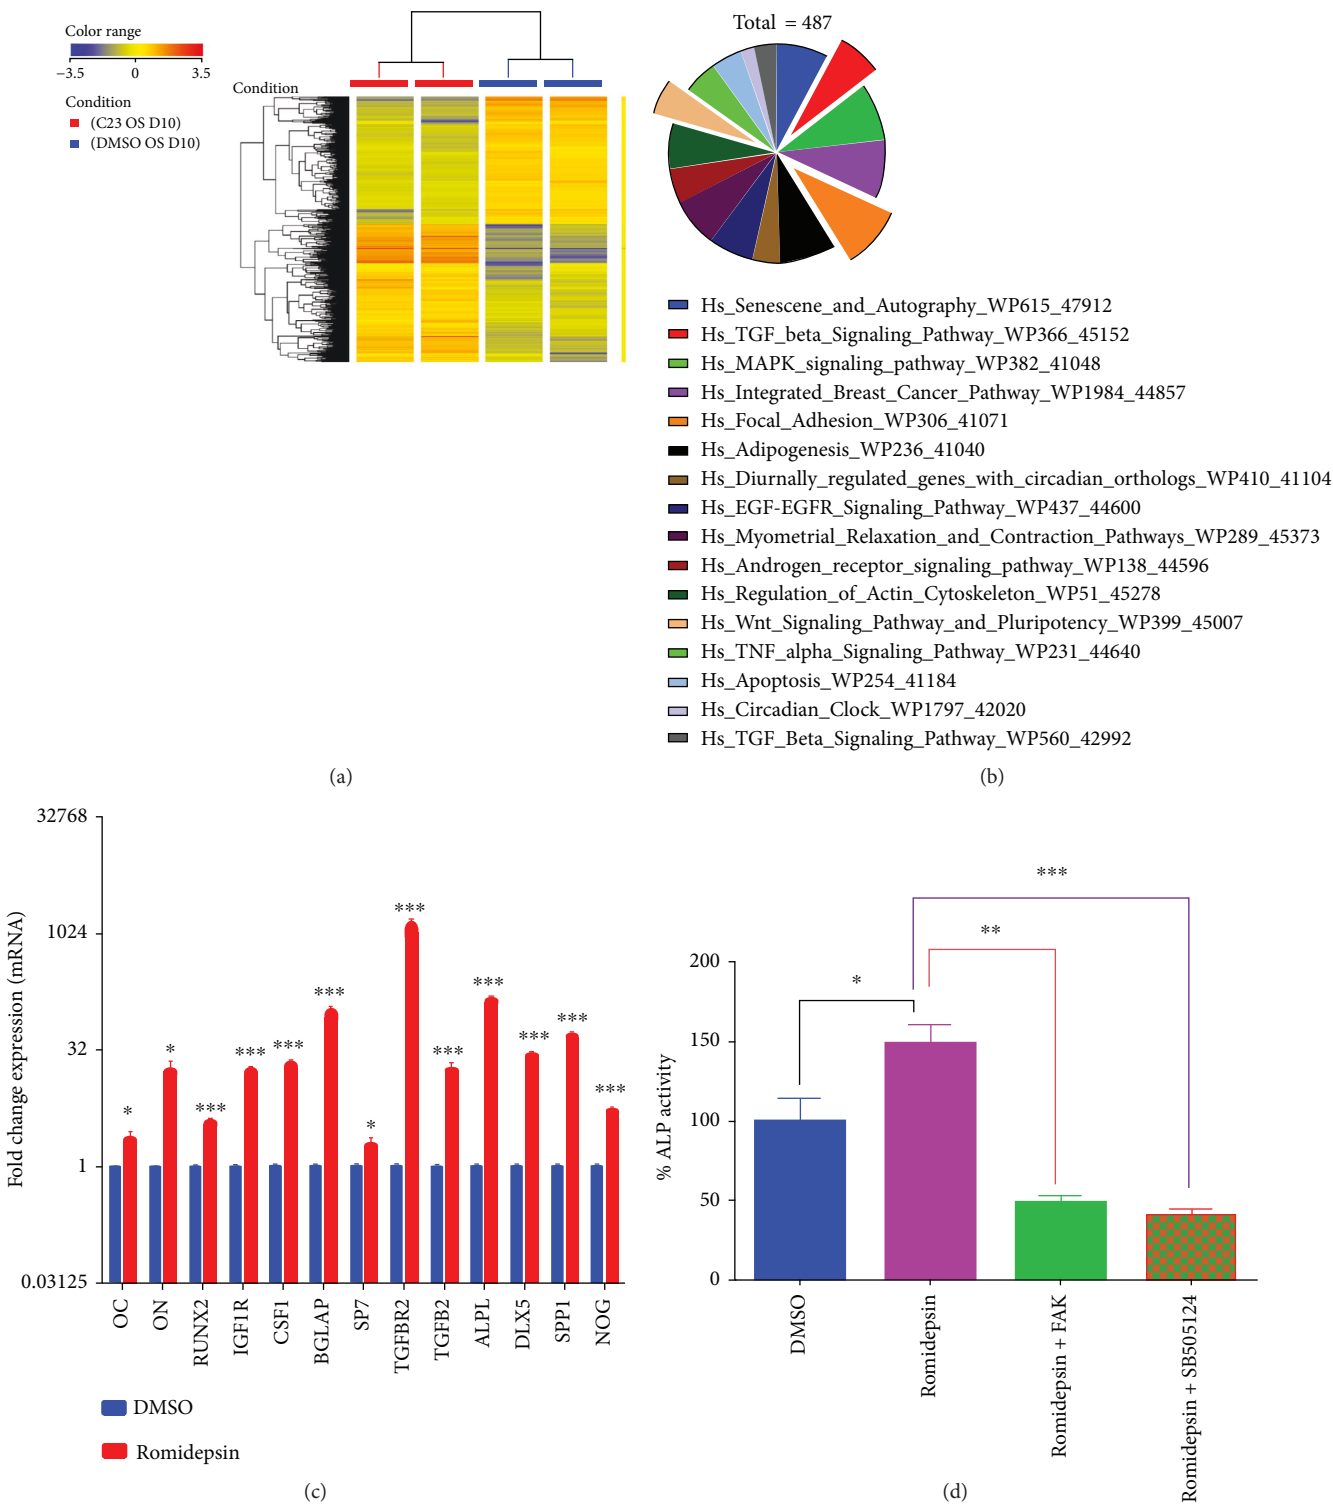 Color range
−3.5 0 3.5
Condition
(C23 OS D10)
(DMSO OS D10)
Condition
(a)
Total = 487
Hs_Senescene_and_Autography_WP615_47912
Hs_TGF_beta_Signaling_Pathway_WP366_45152
Hs_MAPK_signaling_pathway_WP382_41048
Hs_Integrated_Breast_Cancer_Pathway_WP1984_44857
Hs_Focal_Adhesion_WP306_41071
Hs_Adipogenesis_WP236_41040
Hs_Diurnally_regulated_genes_with_circadian_orthologs_WP410_41104
Hs_EGF-EGFR_Signaling_Pathway_WP437_44600
Hs_Myometrial_Relaxation_and_Contraction_Pathways_WP289_45373
Hs_Androgen_receptor_signaling_pathway_WP138_44596
Hs_Regulation_of_Actin_Cytoskeleton_WP51_45278
Hs_Wnt_Signaling_Pathway_and_Pluripotency_WP399_45007
Hs_TNF_alpha_Signaling_Pathway_WP231_44640
Hs_Apoptosis_WP254_41184
Hs_Circadian_Clock_WP1797_42020
Hs_TGF_Beta_Signaling_Pathway_WP560_42992
(b)
Fold change expression (mRNA)
32768
1024
32
1
0.03125
* * *** *** *** *** * *** *** *** *** *** ***
OC
ON
RUNX2
IGF1R
CSF1
BGLAP
SP7
TGFBR2
TGFB2
ALPL
DLX5
SPP1
NOG
DMSO
Romidepsin
(c)
% ALP activity
200
150
100
50
0
*
**
***
DMSO
Romidepsin
Romidepsin + FAK
Romidepsin + SB505124
(d)